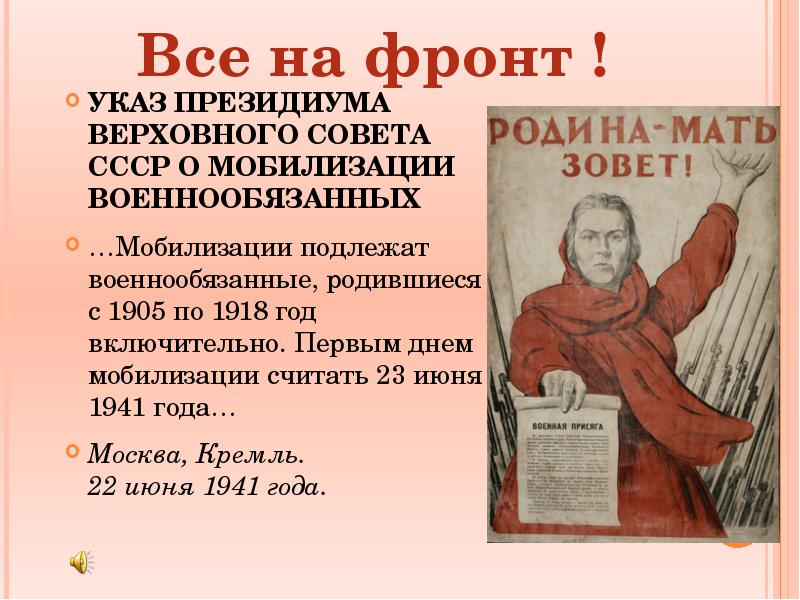 Все на фронт !
УКАЗ ПРЕЗИДИУМА
ВЕРХОВНОГО СОВЕТА
СССР О МОБИЛИЗАЦИИ
ВОЕННООБЯЗАННЫХ
…Мобилизации подлежат
военнообязанные, родившиеся
с 1905 по 1918 год
включительно. Первым днем
мобилизации считать 23 июня
1941 года…
Москва, Кремль.
22 июня 1941 года.
РОДИНА-МАТЬ
ЗОВЕТ!
ВОЕННАЯ ПРИСЯГА